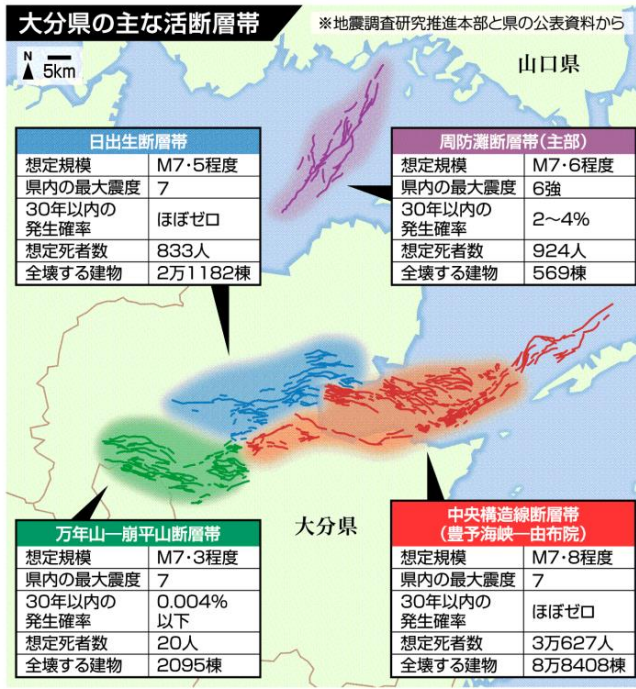 大分県の主な活断層帯
※地震調査研究推進本部と県の公表資料から
N
5km
山口県
日出生断層帯
想定規模 M7・5程度
県内の最大震度 7
30年以内の
発生確率 ほぼゼロ
想定死者数 833人
全壊する建物 2万1182棟
周防灘断層帯(主部)
想定規模 M7・6程度
県内の最大震度 6強
30年以内の
発生確率 2〜4%
想定死者数 924人
全壊する建物 569棟
大分県
万年山―崩平山断層帯
想定規模 M7・3程度
県内の最大震度 7
30年以内の
発生確率 0.004%
以下
想定死者数 20人
全壊する建物 2095棟
中央構造線断層帯
(豊予海峡―由布院)
想定規模 M7・8程度
県内の最大震度 7
30年以内の
発生確率 ほぼゼロ
想定死者数 3万627人
全壊する建物 8万8408棟